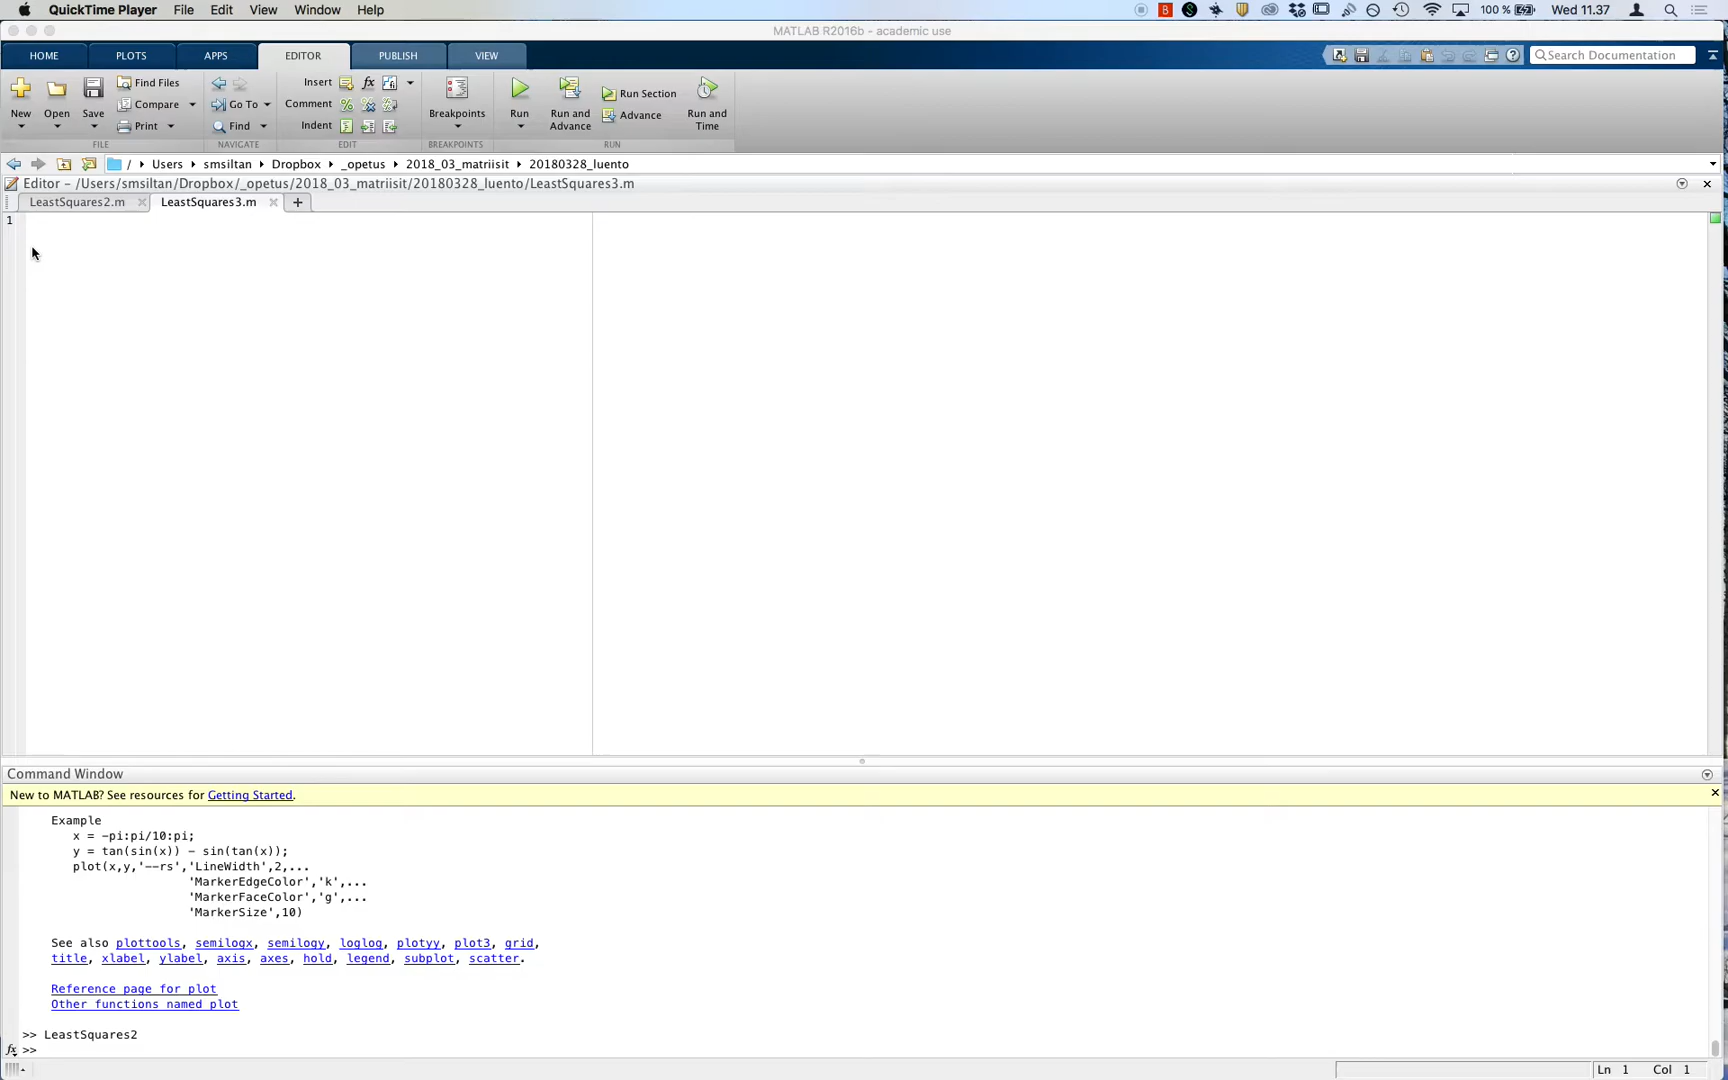 QuickTime Player File Edit View Window Help 100 % Wed 11.37
MATLAB R2016b - academic use
HOME PLOTS APPS EDITOR PUBLISH VIEW Search Documentation
New Open Save Find Files Compare Print Go To Find Insert Comment Indent fx Breakpoints Run Run and Advance Run Section Advance Run and Time
FILE NAVIGATE EDIT BREAKPOINTS RUN
/ Users smsiltan Dropbox _opetus 2018_03_matriisit 20180328_luento
Editor - /Users/smsiltan/Dropbox/_opetus/2018_03_matriisit/20180328_luento/LeastSquares3.m
LeastSquares2.m LeastSquares3.m
1
Command Window
New to MATLAB? See resources for Getting Started.
Example
x = -pi:pi/10:pi;
y = tan(sin(x)) - sin(tan(x));
plot(x,y,'--rs','LineWidth',2,...
'MarkerEdgeColor','k',...
'MarkerFaceColor','g',...
'MarkerSize',10)
See also plottools, semilogx, semilogy, loglog, plotyy, plot3, grid,
title, xlabel, ylabel, axis, axes, hold, legend, subplot, scatter.
Reference page for plot
Other functions named plot
>> LeastSquares2
fx >>
Ln 1 Col 1